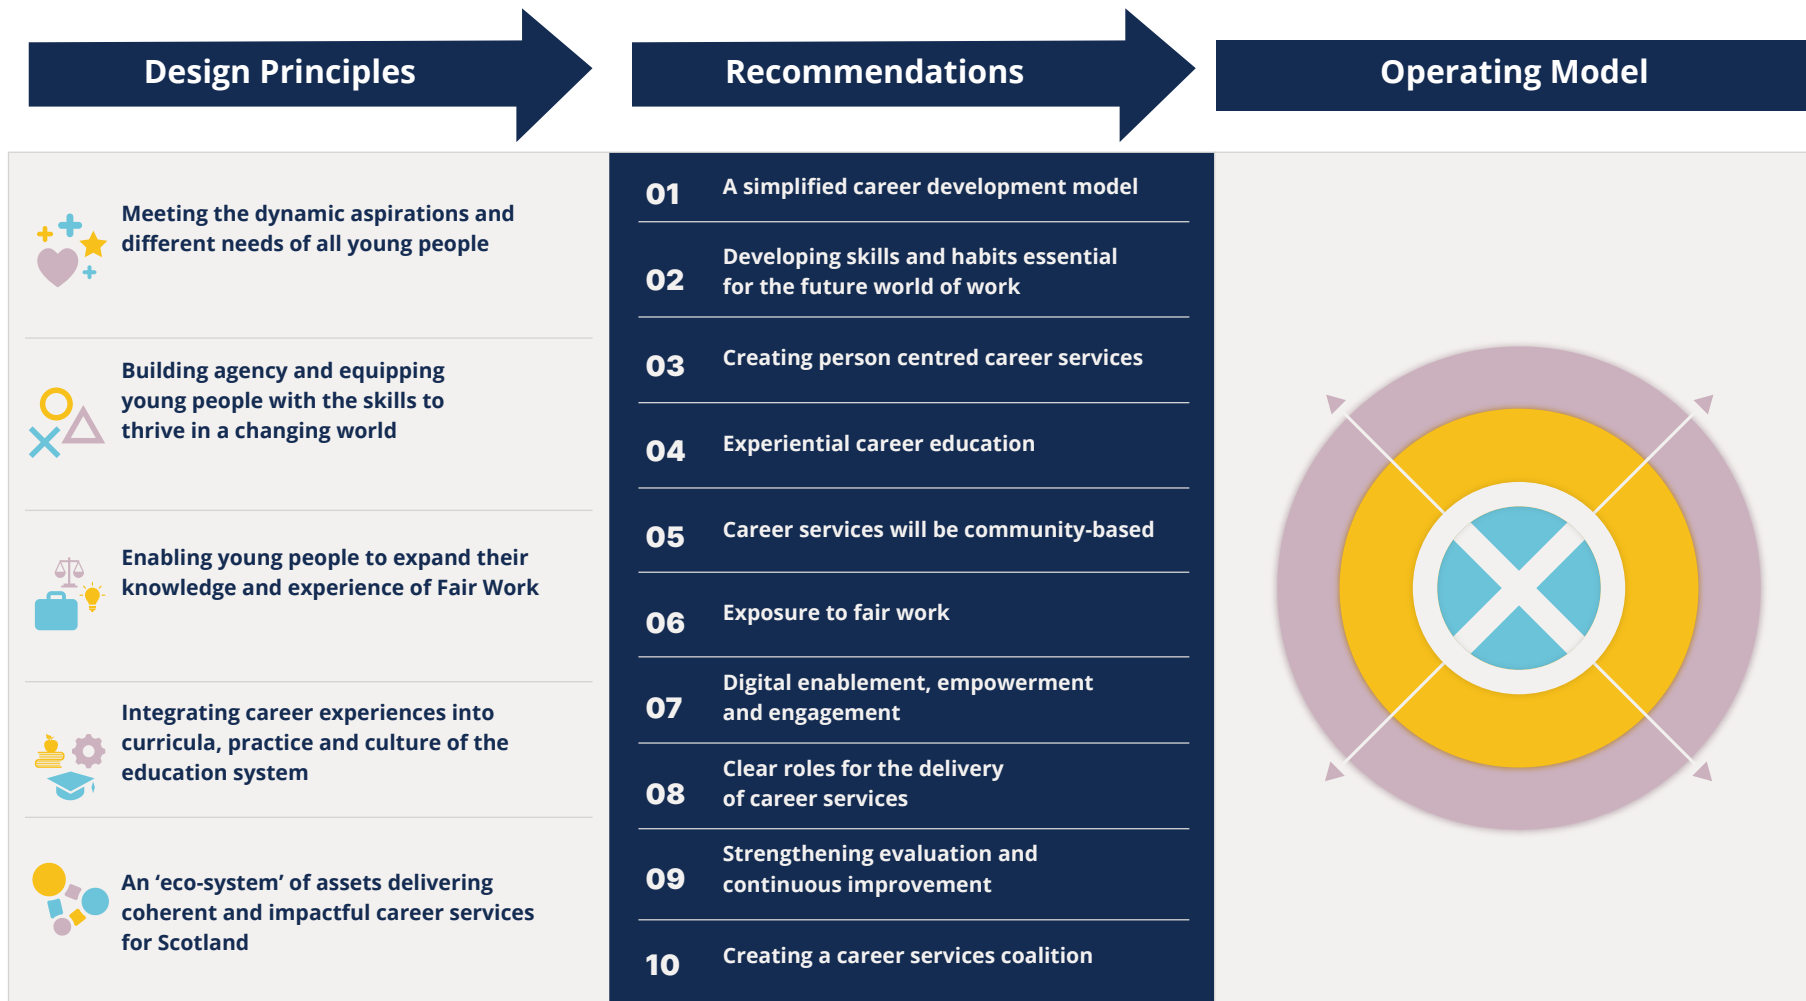 Design Principles
Recommendations
Operating Model
Meeting the dynamic aspirations and
different needs of all young people
Building agency and equipping
young people with the skills to
thrive in a changing world
Enabling young people to expand their
knowledge and experience of Fair Work
Integrating career experiences into
curricula, practice and culture of the
education system
An ‘eco-system’ of assets delivering
coherent and impactful career services
for Scotland
01 A simplified career development model
02 Developing skills and habits essential
for the future world of work
03 Creating person centred career services
04 Experiential career education
05 Career services will be community-based
06 Exposure to fair work
07 Digital enablement, empowerment
and engagement
08 Clear roles for the delivery
of career services
09 Strengthening evaluation and
continuous improvement
10 Creating a career services coalition